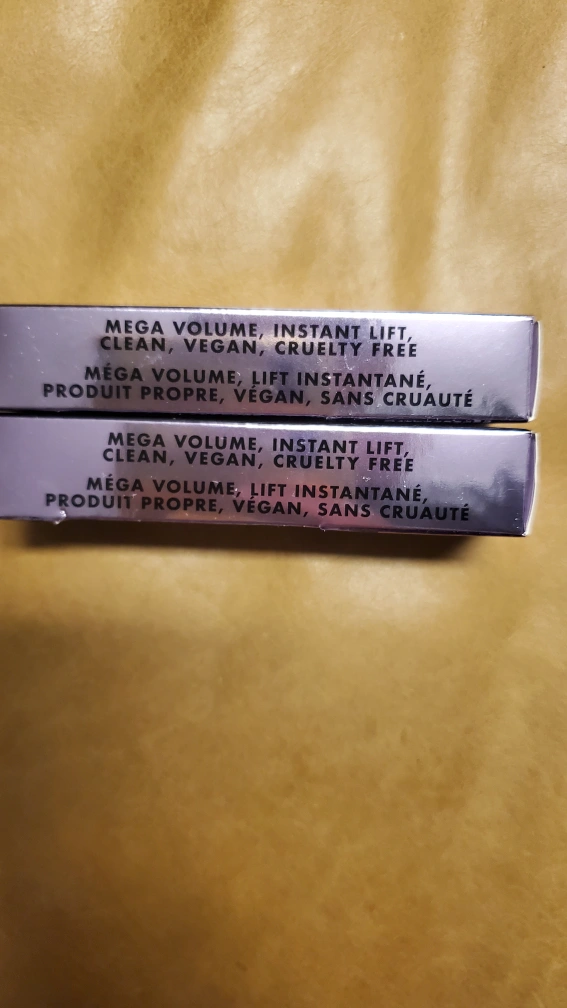 MEGA VOLUME, INSTANT LIFT,
CLEAN, VEGAN, CRUELTY FREE
MÉGA VOLUME, LIFT INSTANTANÉ,
PRODUIT PROPRE, VÉGAN, SANS CRUAUTÉ
MEGA VOLUME, INSTANT LIFT,
CLEAN, VEGAN, CRUELTY FREE
MÉGA VOLUME, LIFT INSTANTANÉ,
PRODUIT PROPRE, VÉGAN, SANS CRUAUTÉ